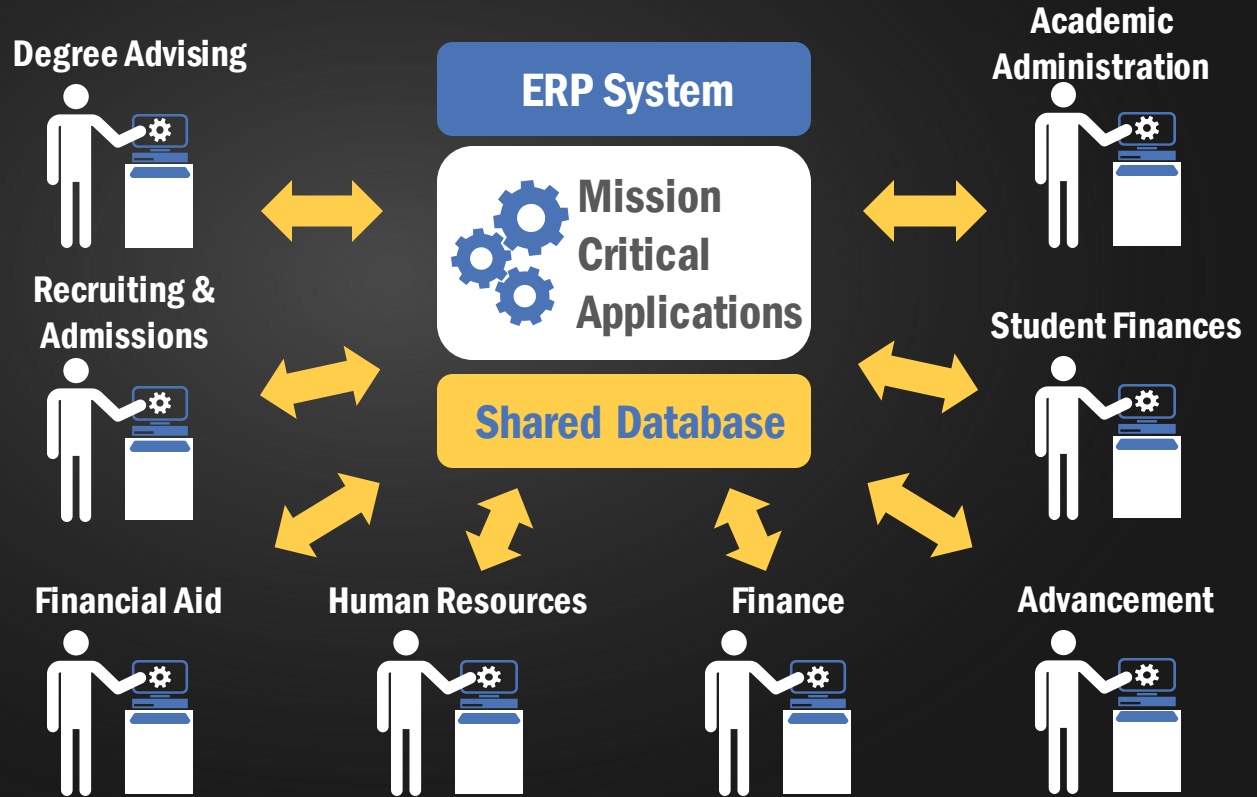 Degree Advising
ERP System
Academic
Administration
Mission
Critical
Applications
Recruiting &
Admissions
Student Finances
Shared Database
Financial Aid
Human Resources
Finance
Advancement